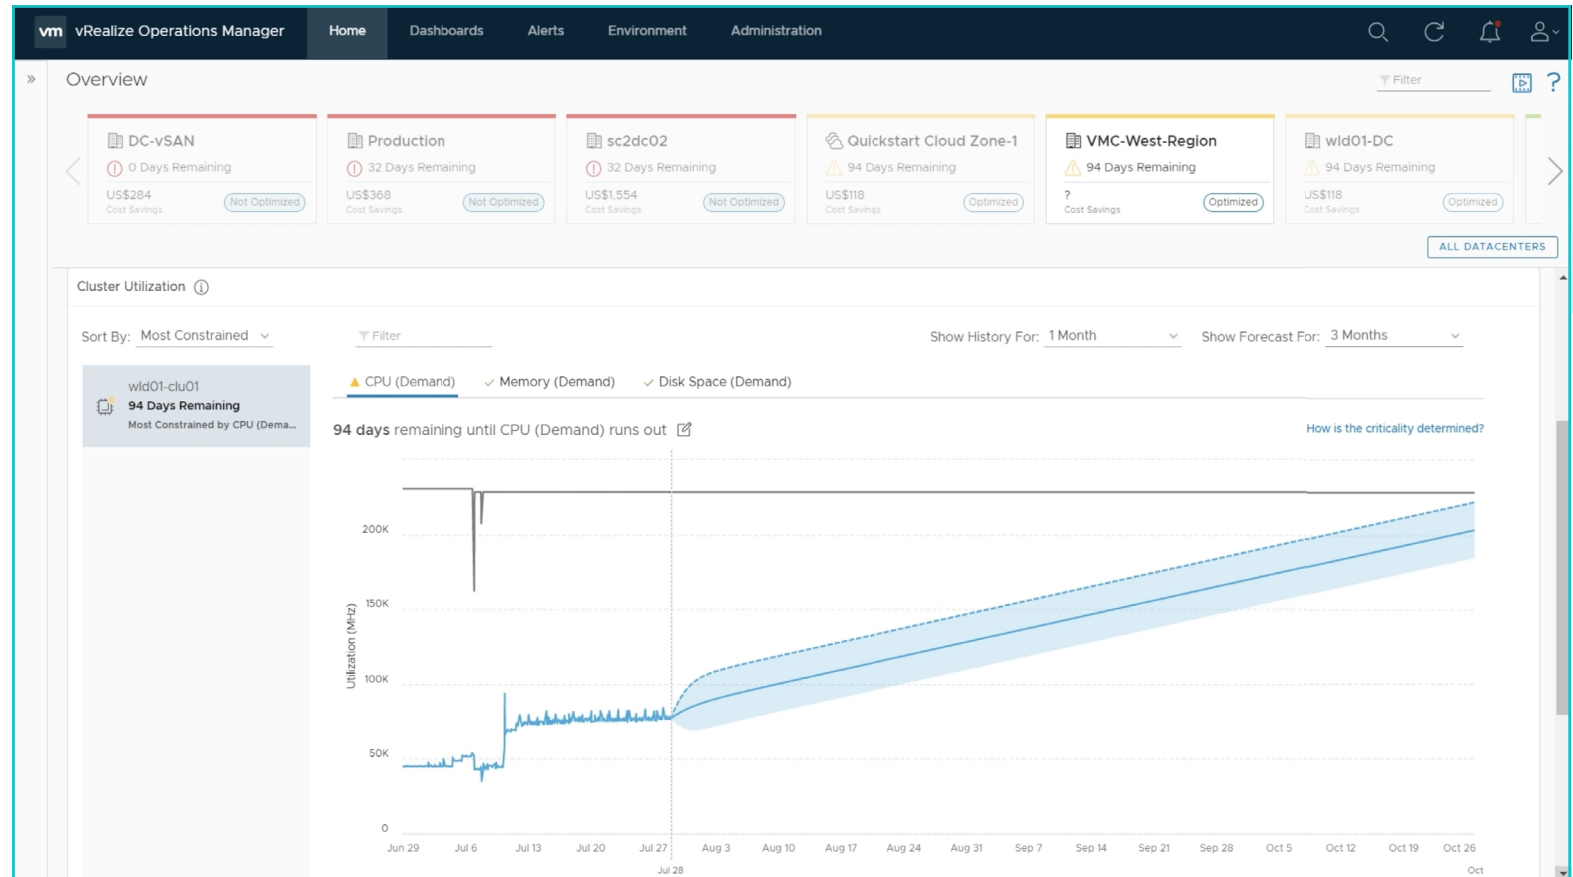 vm vRealize Operations Manager Home Dashboards Alerts Environment Administration
»
Overview
Filter
?
DC-vSAN
0 Days Remaining
US$284
Cost Savings
Not Optimized
Production
32 Days Remaining
US$368
Cost Savings
Not Optimized
sc2dc02
32 Days Remaining
US$1,554
Cost Savings
Not Optimized
Quickstart Cloud Zone-1
94 Days Remaining
US$118
Cost Savings
Optimized
VMC-West-Region
94 Days Remaining
?
Cost Savings
Optimized
wld01-DC
94 Days Remaining
US$118
Cost Savings
Optimized
ALL DATACENTERS
Cluster Utilization
Sort By: Most Constrained
Filter
Show History For: 1 Month
Show Forecast For: 3 Months
wld01-clu01
94 Days Remaining
Most Constrained by CPU (Dema...
CPU (Demand) Memory (Demand) Disk Space (Demand)
94 days remaining until CPU (Demand) runs out
How is the criticality determined?
Utilization (MHz)
200K
150K
100K
50K
0
Jun 29 Jul 6 Jul 13 Jul 20 Jul 27 Aug 3 Aug 10 Aug 17 Aug 24 Aug 31 Sep 7 Sep 14 Sep 21 Sep 28 Oct 5 Oct 12 Oct 19 Oct 26
Jul 28 Oct